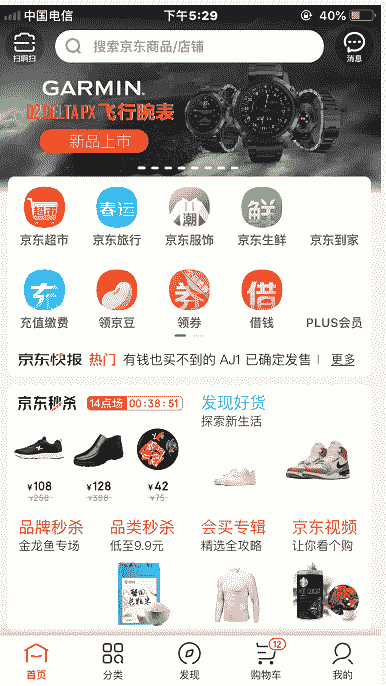 中国电信 下午5:29 40%
扫啊扫 搜索京东商品/店铺 消息
GARMIN.
D2 DELTA PX 飞行腕表
新品上市
超市 春运 潮 鲜
京东超市 京东旅行 京东服饰 京东生鲜 京东到家
充 券 借
充值缴费 领京豆 领券 借钱 PLUS会员
京东快报 热门 有钱也买不到的 AJ1 已确定发售！ 更多
京东秒杀 14点场 00:38:51 发现好货
探索新生活
¥108 ¥128 ¥42
¥258 ¥388 ¥75
品牌秒杀 品类秒杀 会买专辑 京东视频
金龙鱼专场 低至9.9元 精选全攻略 让你看个购
蟹田
12
首页 分类 发现 购物车 我的